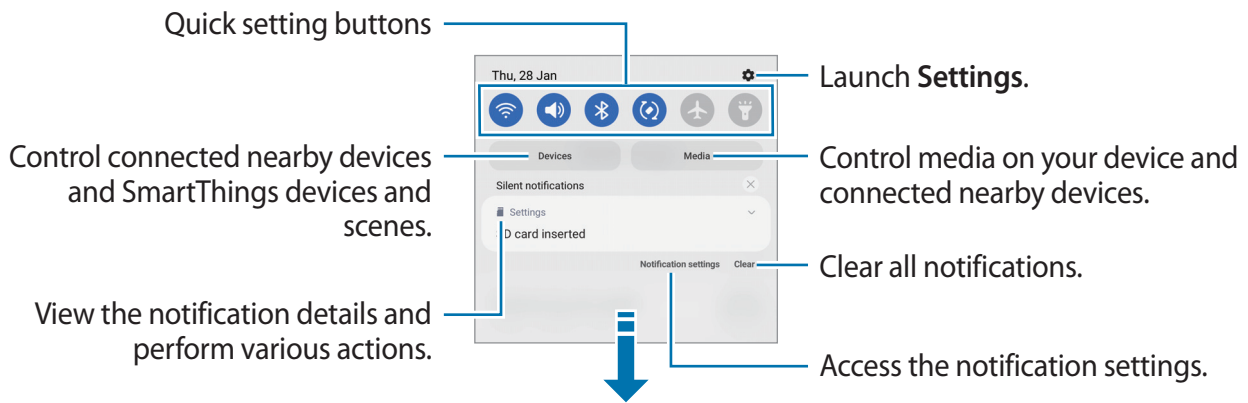 Quick setting buttons
Thu, 28 Jan
Launch Settings.
Control connected nearby devices
and SmartThings devices and
scenes.
Devices
Media
Control media on your device and
connected nearby devices.
Silent notifications
Settings
D card inserted
Notification settings
Clear
Clear all notifications.
View the notification details and
perform various actions.
Access the notification settings.